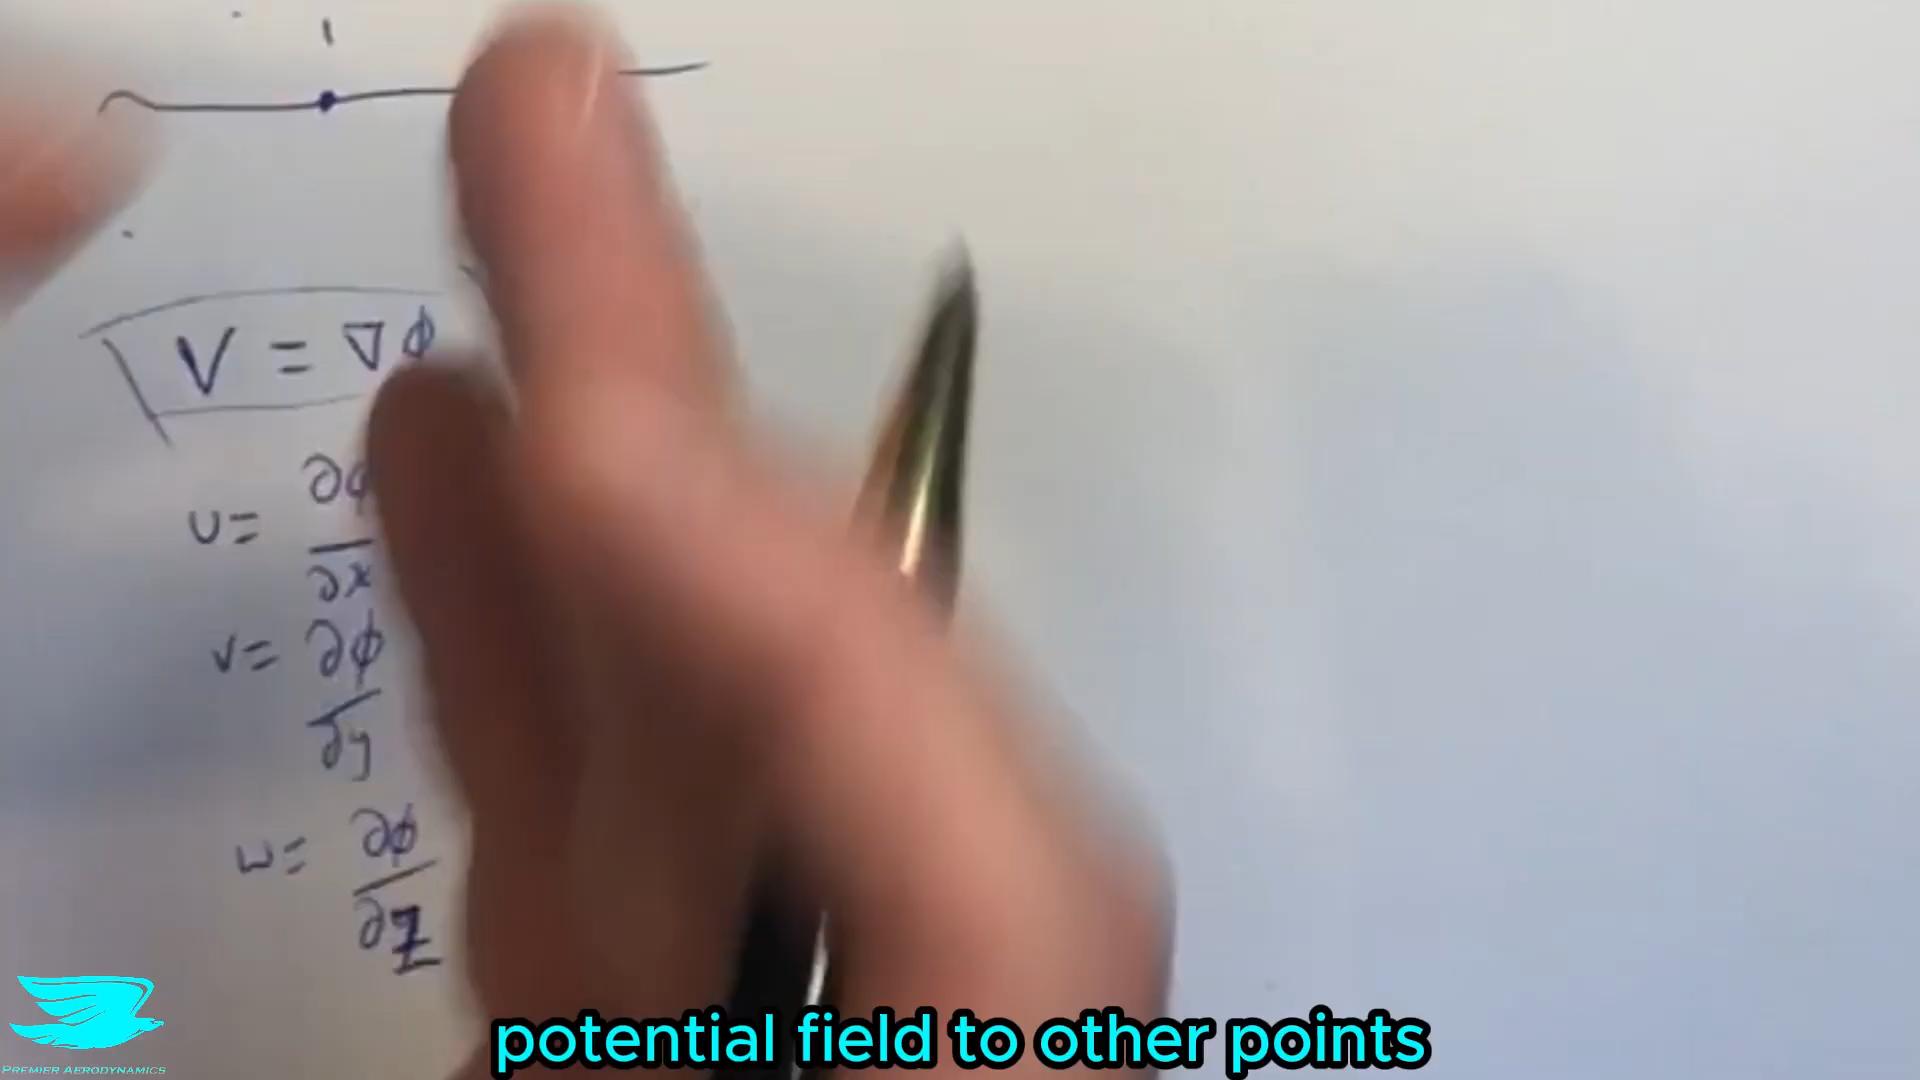 V = ∇ϕ
u = ∂ϕ
∂x
v = ∂ϕ
∂y
w = ∂ϕ
∂z
PREMIER AERODYNAMICS
potential field to other points